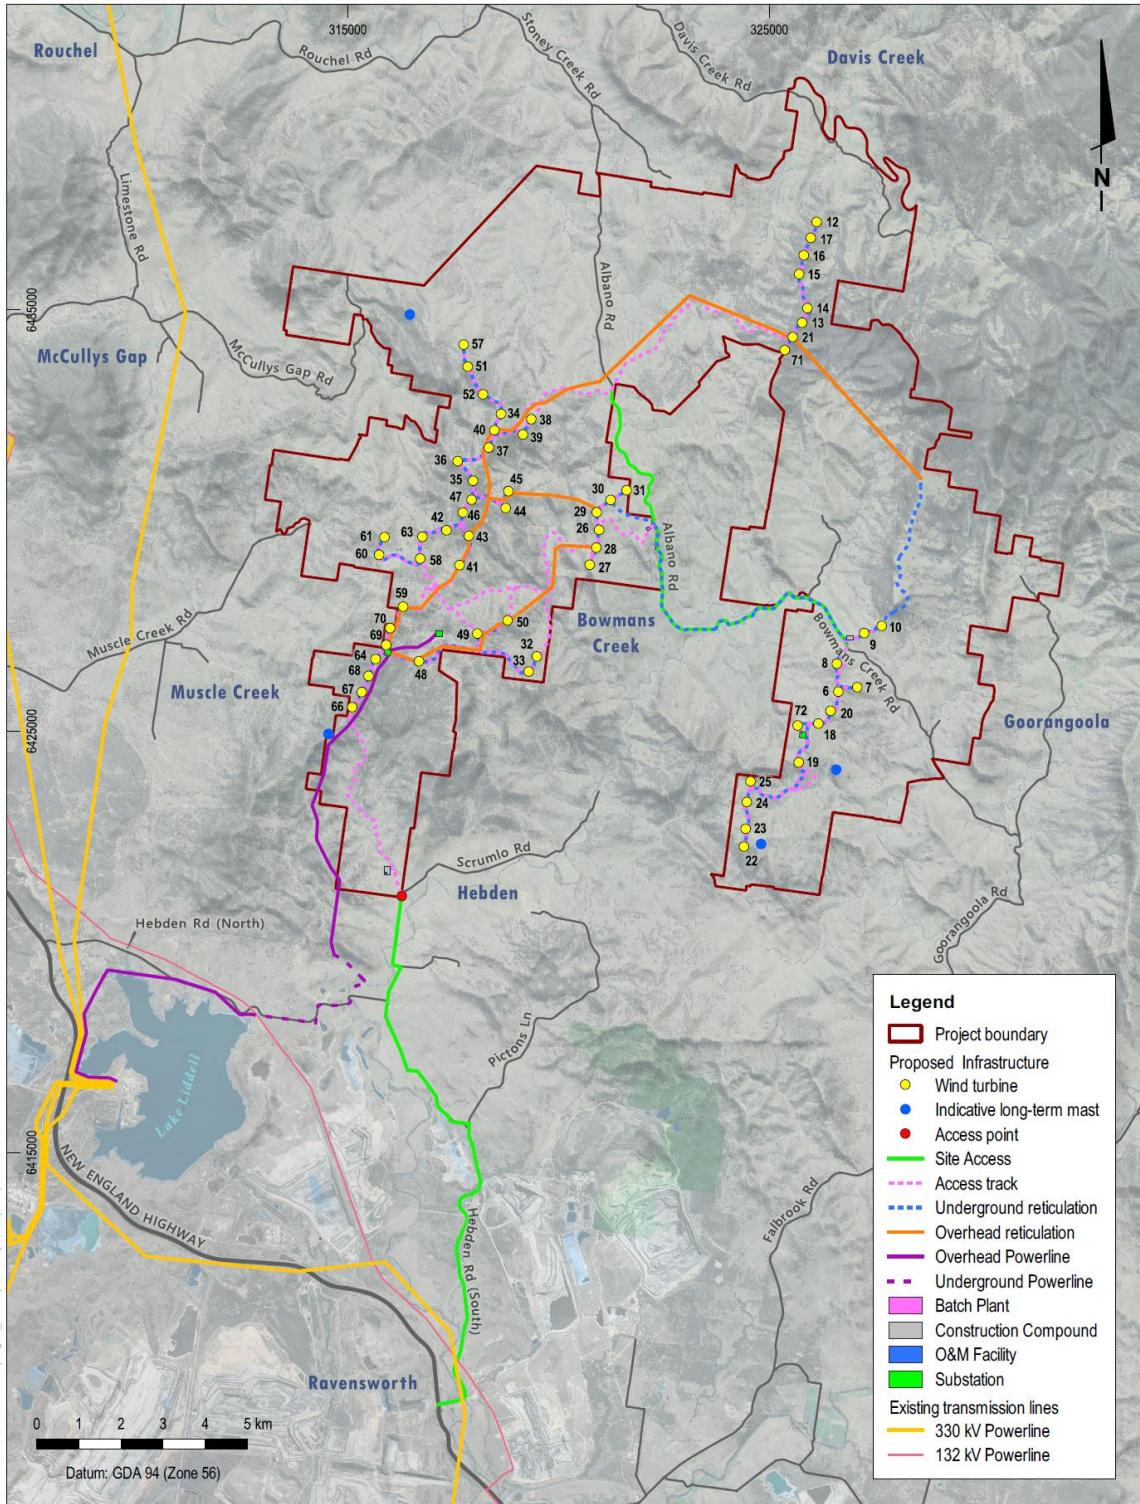 315000
325000
Rouchel
Rouchel Rd
Stoney Creek Rd
Davis Creek Rd
Davis Creek
N
Limestone Rd
Albano Rd
12
17
16
15
14
13
21
71
6435000
McCullys Gap
McCullys Gap Rd
57
51
52
34
38
40
39
37
36
35
45
47
44
46
30
31
29
26
28
27
42
43
63
61
60
58
41
59
Albano Rd
Muscle Creek Rd
Muscle Creek
70
69
64
68
67
66
48
49
50
32
33
Bowmans
Creek
Bowmans Creek Rd
10
9
8
7
6
20
18
72
19
25
24
23
22
Goorangoola
6425000
Scrumlo Rd
Hebden
Hebden Rd (North)
Goorangoola Rd
Pictons Ln
Lake Liddell
6415000
NEW ENGLAND HIGHWAY
Hebden Rd (South)
Falbrook Rd
Ravensworth
0 1 2 3 4 5 km
Datum: GDA 94 (Zone 56)
Legend
Project boundary
Proposed Infrastructure
Wind turbine
Indicative long-term mast
Access point
Site Access
Access track
Underground reticulation
Overhead reticulation
Overhead Powerline
Underground Powerline
Batch Plant
Construction Compound
O&M Facility
Substation
Existing transmission lines
330 kV Powerline
132 kV Powerline